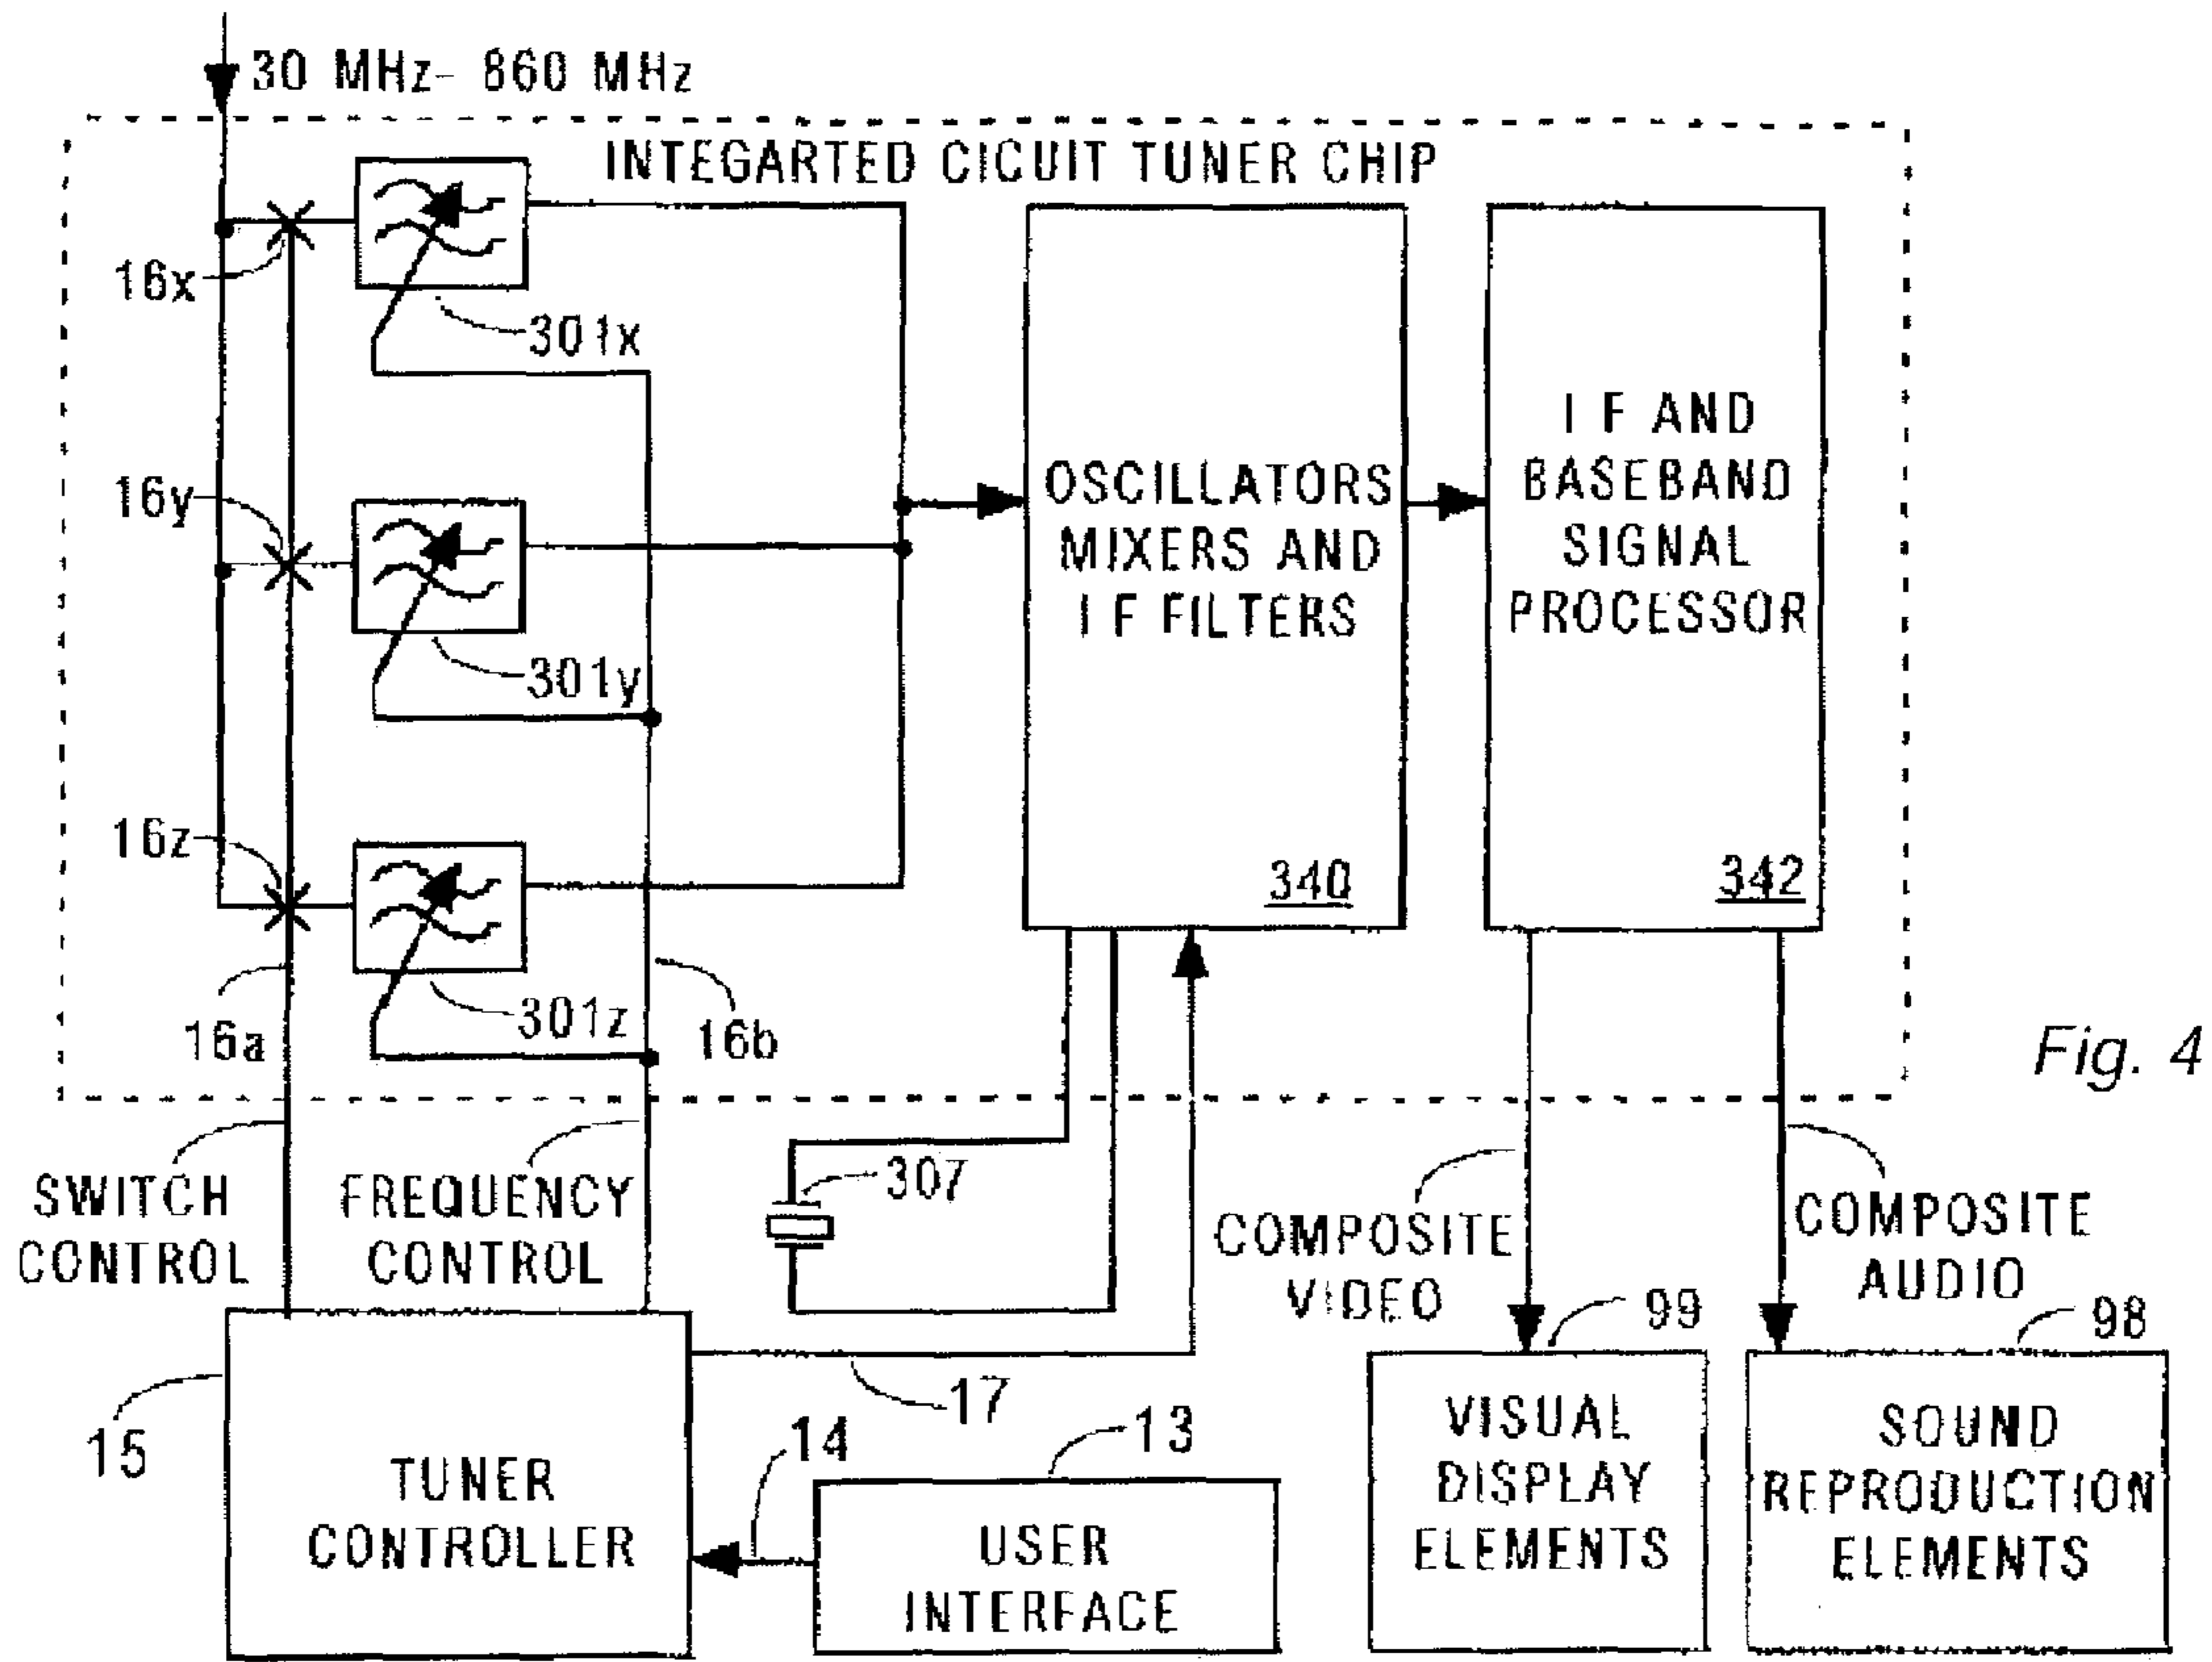 30 MHz- 860 MHz
INTEGARTED CICUIT TUNER CHIP
16x
301x
16y
301y
16z
301z
16a
16b
OSCILLATORS
MIXERS AND
I F FILTERS
340
I F AND
BASEBAND
SIGNAL
PROCESSOR
342
Fig. 4
SWITCH
CONTROL
FREQUENCY
CONTROL
307
COMPOSITE
VIDEO
COMPOSITE
AUDIO
99
98
15
17
14
13
TUNER
CONTROLLER
USER
INTERFACE
VISUAL
DISPLAY
ELEMENTS
SOUND
REPRODUCTION
ELEMENTS